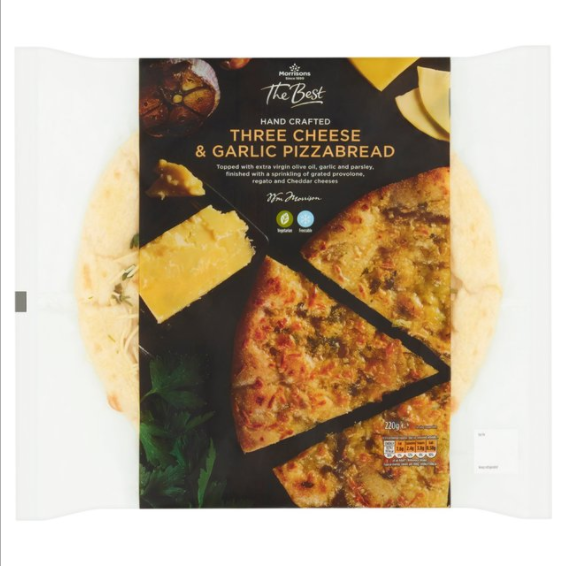 Morrisons
Since 1899
The Best
HAND CRAFTED
THREE CHEESE
& GARLIC PIZZABREAD
Topped with extra virgin olive oil, garlic and parsley,
finished with a sprinkling of grated provolone,
regato and Cheddar cheeses
Wm Morrison
Vegetarian
Freezable
220g e